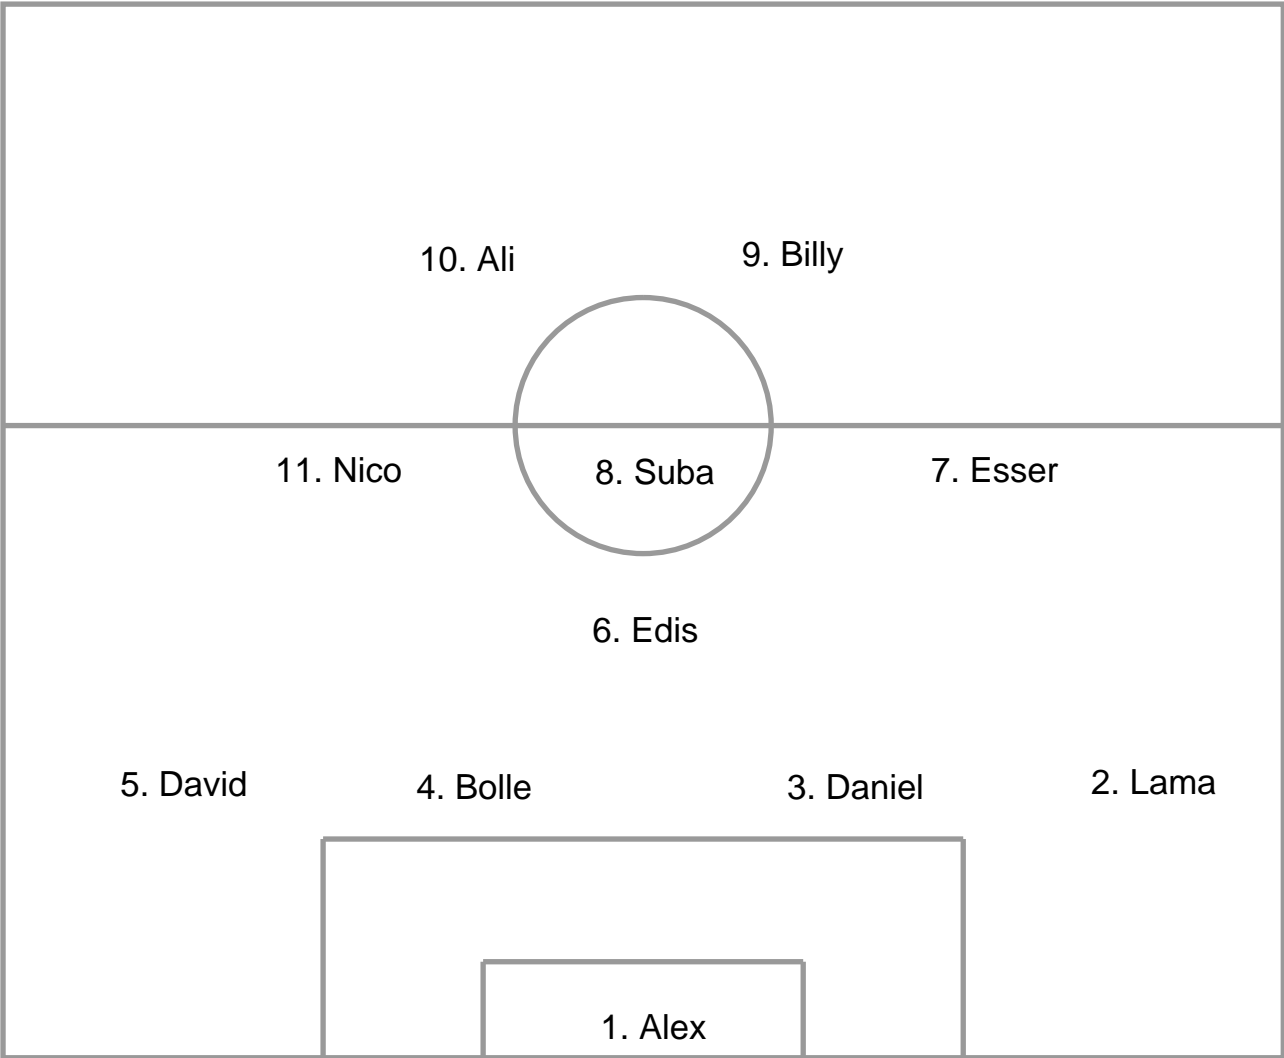 10. Ali
9. Billy
11. Nico
8. Suba
7. Esser
6. Edis
5. David
4. Bolle
3. Daniel
2. Lama
1. Alex